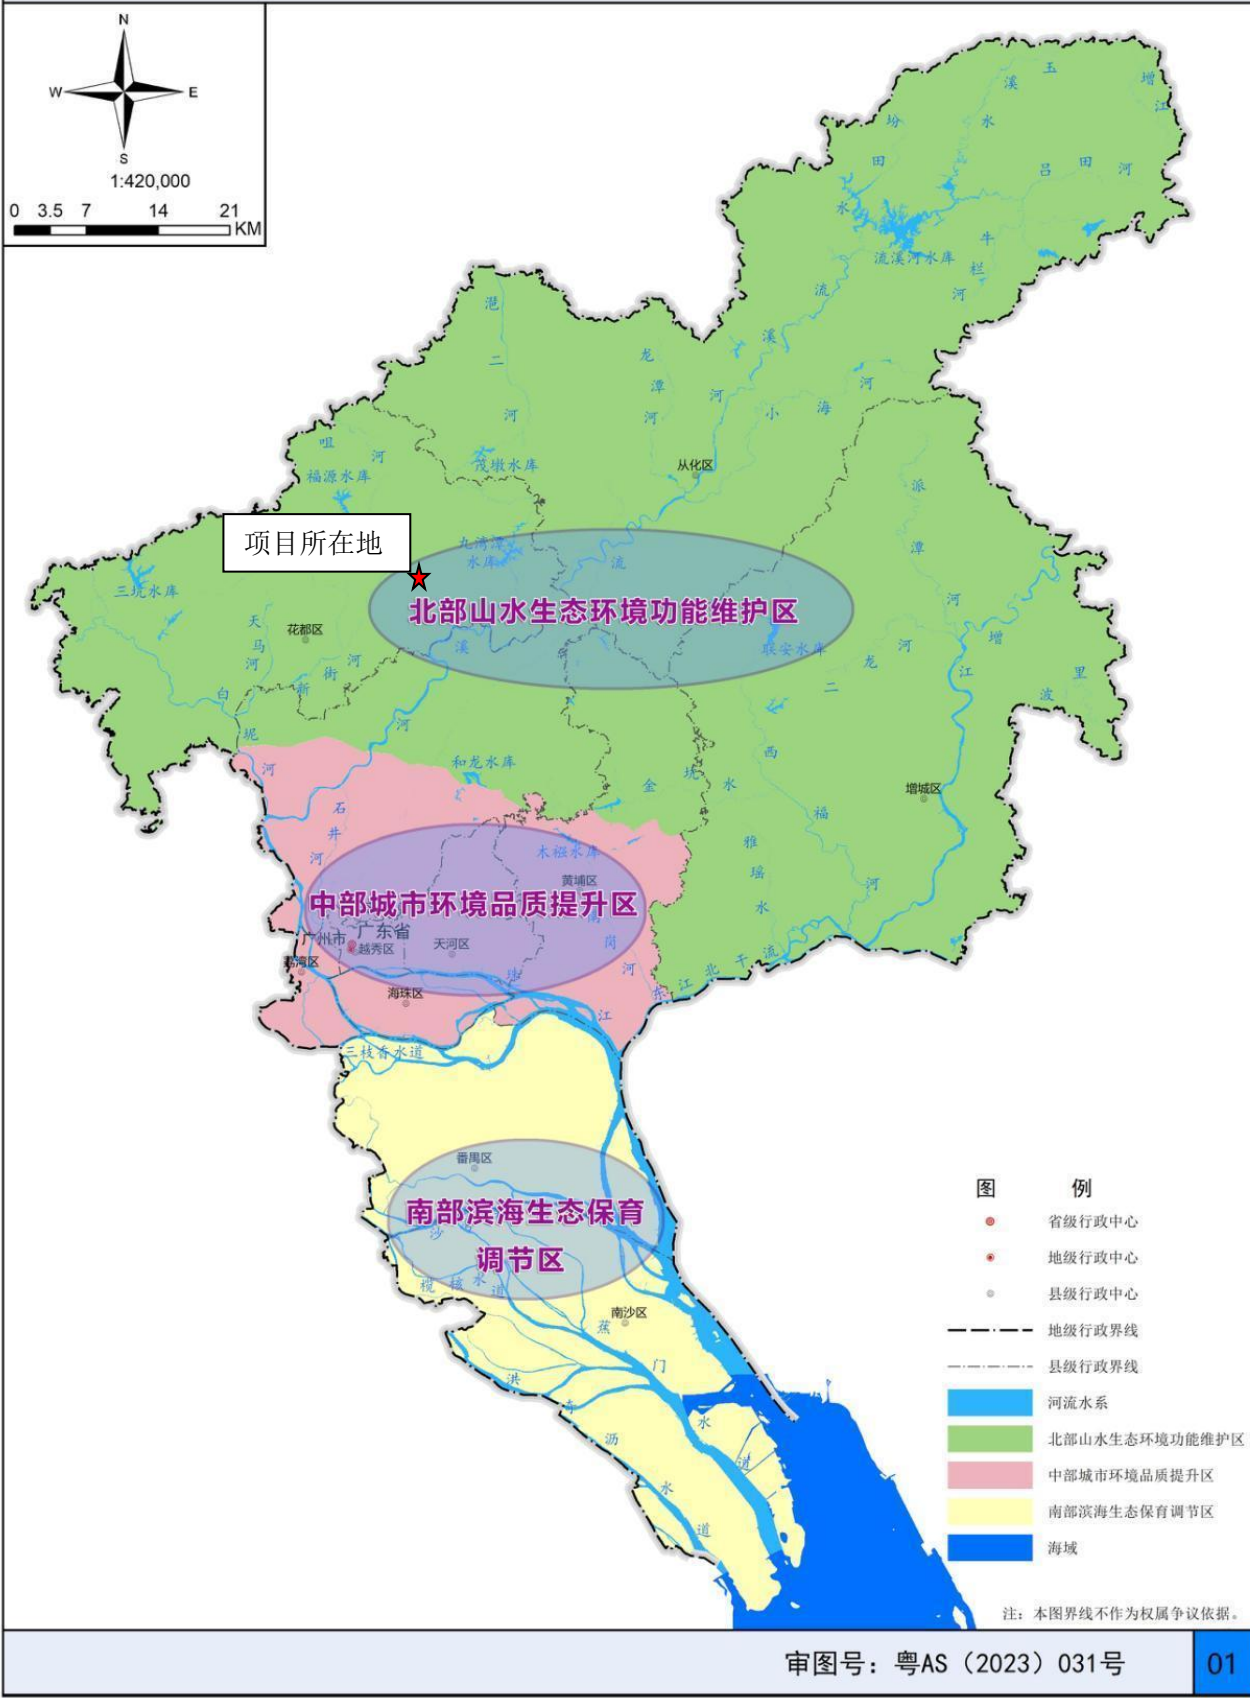 N
W
E
S
1:420,000
0 3.5 7 14 21
KM
玉
溪
水
增
江
汾
田
水
吕田河
流溪河水库
牛
栏
河
流
溪
河
潖
二
河
龙
潭
河
小海河
咀
河
福源水库
茂墩水库
从化区
派
潭
河
项目所在地
九湾潭
水库
三坑水库
流
北部山水生态环境功能维护区
天
马
河
花都区
溪
联安水库
二龙河
增
江
新街河
白
坭
河
河
里
波
和龙水库
金坑水
西
福
河
增城区
石
井
河
木强水库
雅
瑶
水
黄埔区
中部城市环境品质提升区
南
岗
河
广州市
广东省
越秀区
天河区
荔湾区
海珠区
珠
江
东江北干流
三枝香水道
番禺区
南部滨海生态保育
调节区
沙
榄核水道
南沙区
蕉
门
水
道
洪
奇
沥
水
道
图例
省级行政中心
地级行政中心
县级行政中心
地级行政界线
县级行政界线
河流水系
北部山水生态环境功能维护区
中部城市环境品质提升区
南部滨海生态保育调节区
海域
注：本图界线不作为权属争议依据。
审图号：粤AS（2023）031号
01